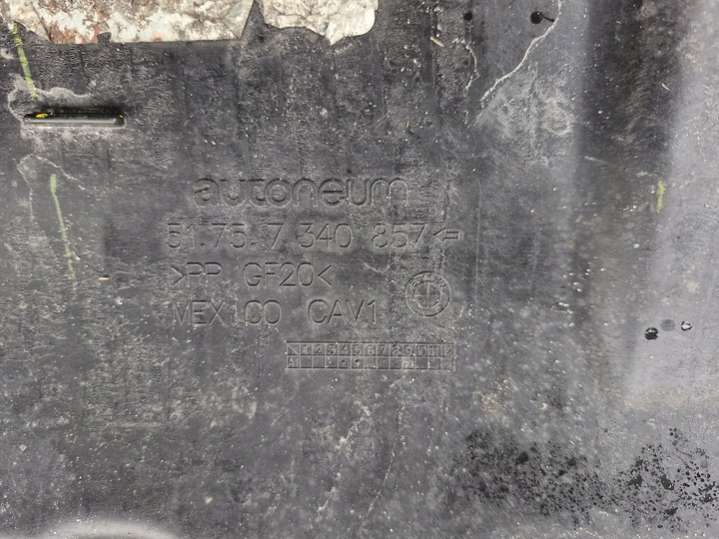 autoneum
51.75.7 340 857<
>PP GF20<
MEXICO CAV1